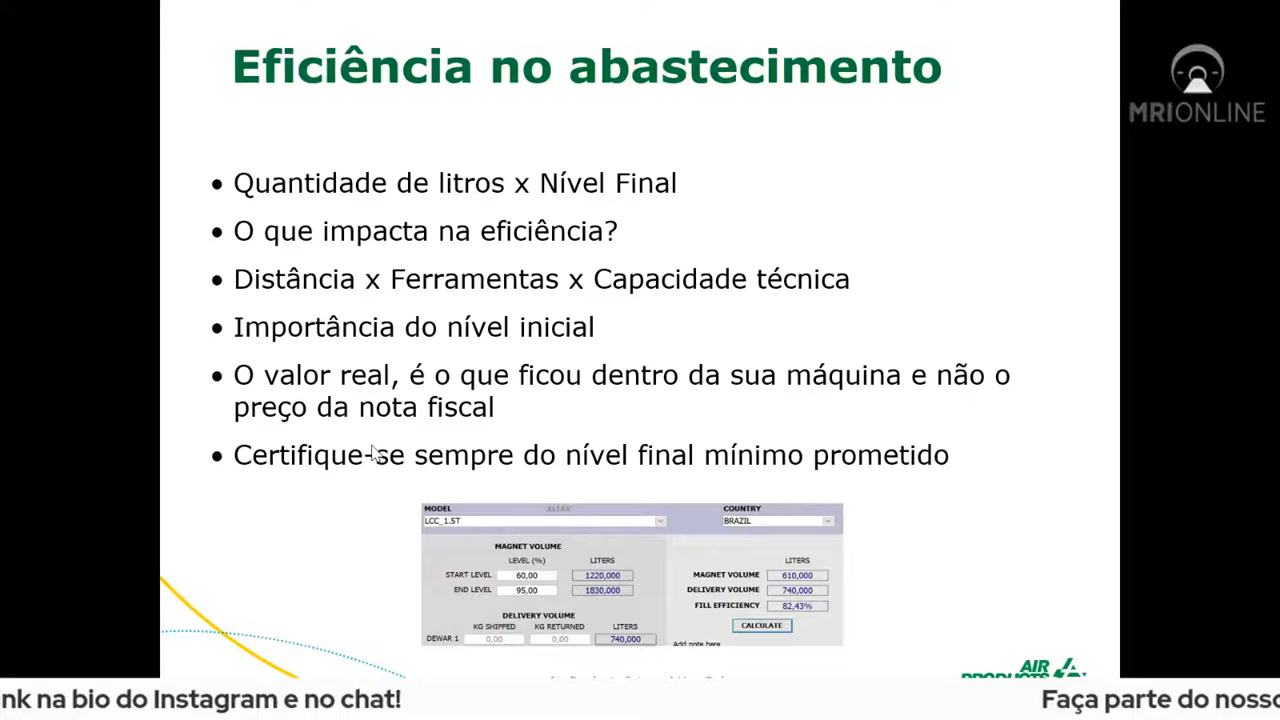 Eficiência no abastecimento
MRIONLINE
• Quantidade de litros x Nível Final
• O que impacta na eficiência?
• Distância x Ferramentas x Capacidade técnica
• Importância do nível inicial
• O valor real, é o que ficou dentro da sua máquina e não o
preço da nota fiscal
• Certifique-se sempre do nível final mínimo prometido
MODEL ALIAS COUNTRY
LCC_1.5T BRAZIL
MAGNET VOLUME
LEVEL (%) LITERS LITERS
START LEVEL 60,00 1220,000 MAGNET VOLUME 610,000
END LEVEL 95,00 1830,000 DELIVERY VOLUME 740,000
FILL EFFICIENCY 82,43%
DELIVERY VOLUME
KG SHIPPED KG RETURNED LITERS CALCULATE
DEWAR 1 0,00 0,00 740,000
Add note here
AIR
PRODUCTS
nk na bio do Instagram e no chat! Faça parte do nosso